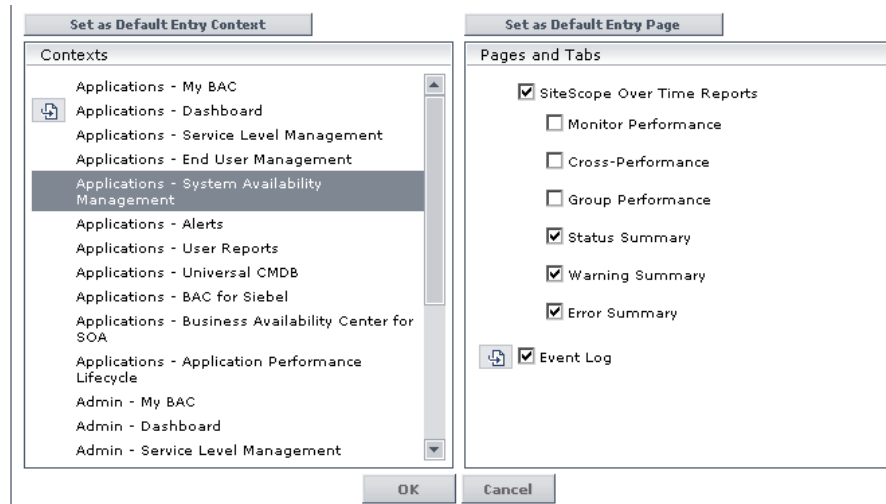 Set as Default Entry Context
Set as Default Entry Page
Contexts
Applications - My BAC
Applications - Dashboard
Applications - Service Level Management
Applications - End User Management
Applications - System Availability
Management
Applications - Alerts
Applications - User Reports
Applications - Universal CMDB
Applications - BAC for Siebel
Applications - Business Availability Center for
SOA
Applications - Application Performance
Lifecycle
Admin - My BAC
Admin - Dashboard
Admin - Service Level Management
Pages and Tabs
SiteScope Over Time Reports
Monitor Performance
Cross-Performance
Group Performance
Status Summary
Warning Summary
Error Summary
Event Log
OK
Cancel